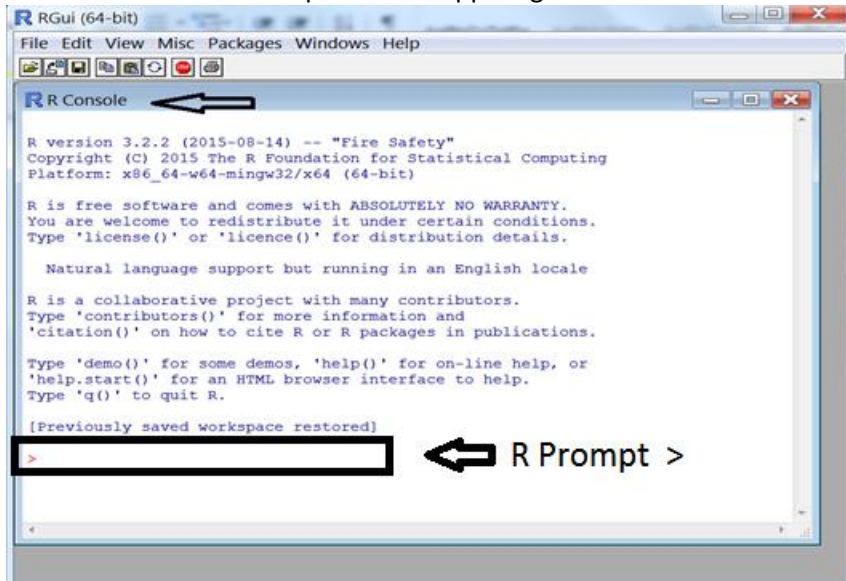 RGui (64-bit)
File Edit View Misc Packages Windows Help
R Console
R version 3.2.2 (2015-08-14) -- "Fire Safety"
Copyright (C) 2015 The R Foundation for Statistical Computing
Platform: x86_64-w64-mingw32/x64 (64-bit)
R is free software and comes with ABSOLUTELY NO WARRANTY.
You are welcome to redistribute it under certain conditions.
Type 'license()' or 'licence()' for distribution details.
Natural language support but running in an English locale
R is a collaborative project with many contributors.
Type 'contributors()' for more information and
'citation()' on how to cite R or R packages in publications.
Type 'demo()' for some demos, 'help()' for on-line help, or
'help.start()' for an HTML browser interface to help.
Type 'q()' to quit R.
[Previously saved workspace restored]
> R Prompt >